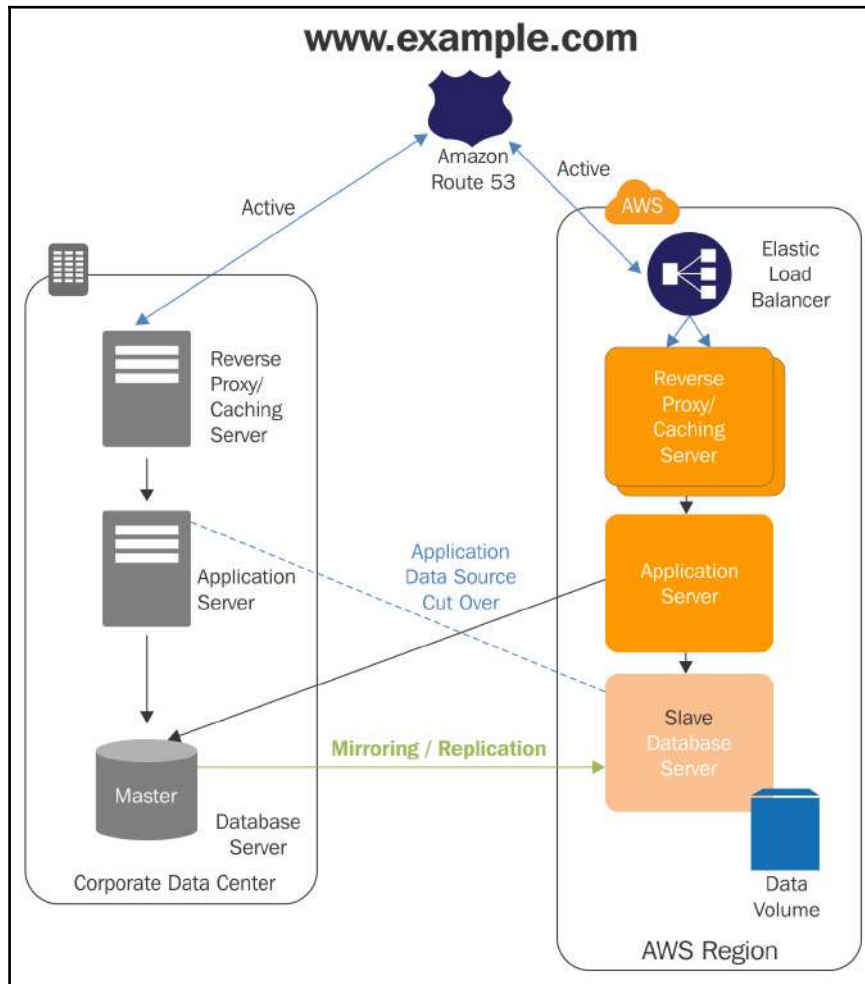 www.example.com
Amazon
Route 53
Active
Active
AWS
Elastic
Load
Balancer
Reverse
Proxy/
Caching
Server
Reverse
Proxy/
Caching
Server
Application
Server
Application
Data Source
Cut Over
Application
Server
Mirroring / Replication
Slave
Database
Server
Master
Database
Server
Corporate Data Center
Data
Volume
AWS Region